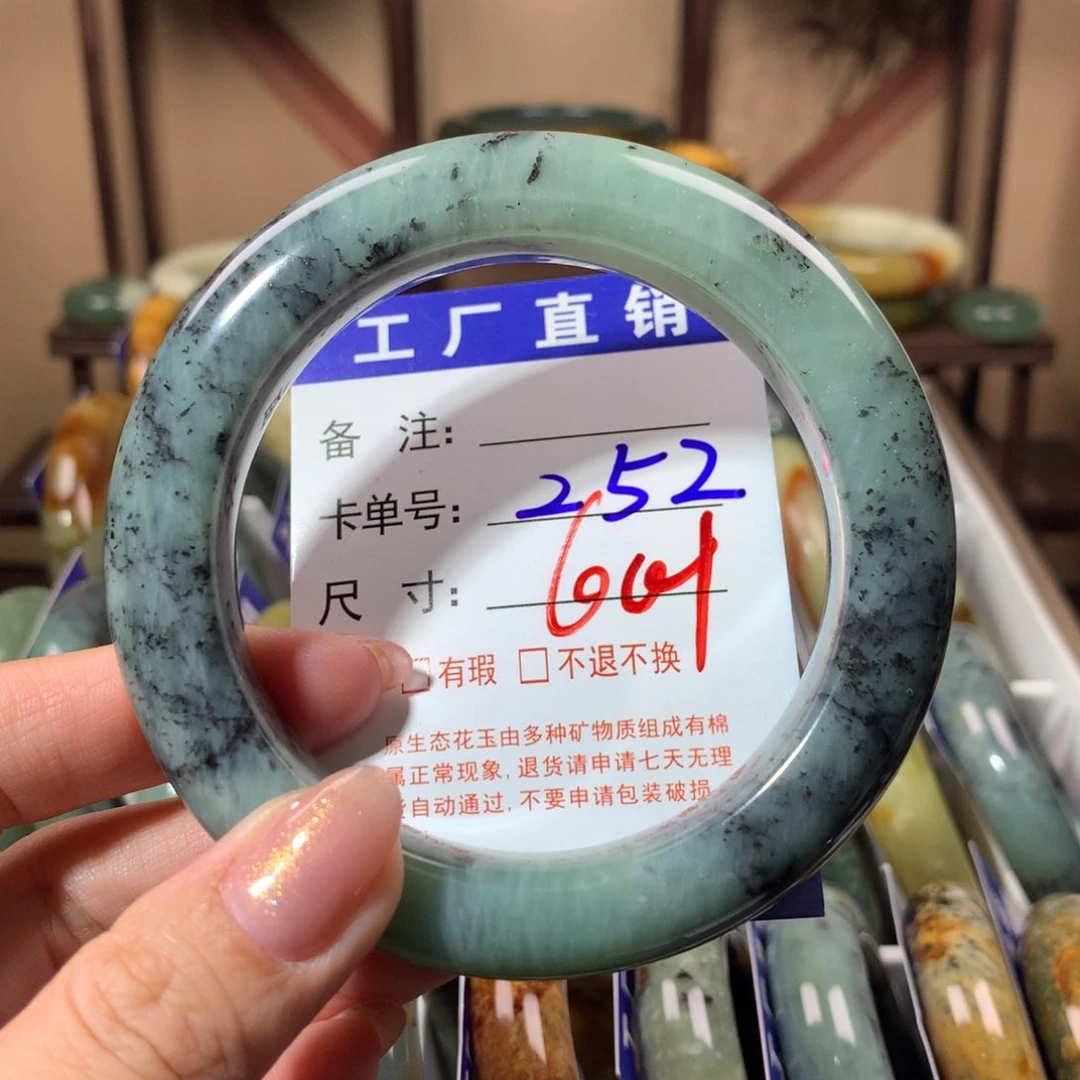 工厂直销
备 注:
卡单号: 252
尺 寸:
有瑕 □不退不换
原生态花玉由多种矿物质组成有棉
属正常现象,退货请申请七天无理
自动通过,不要申请包装破损。